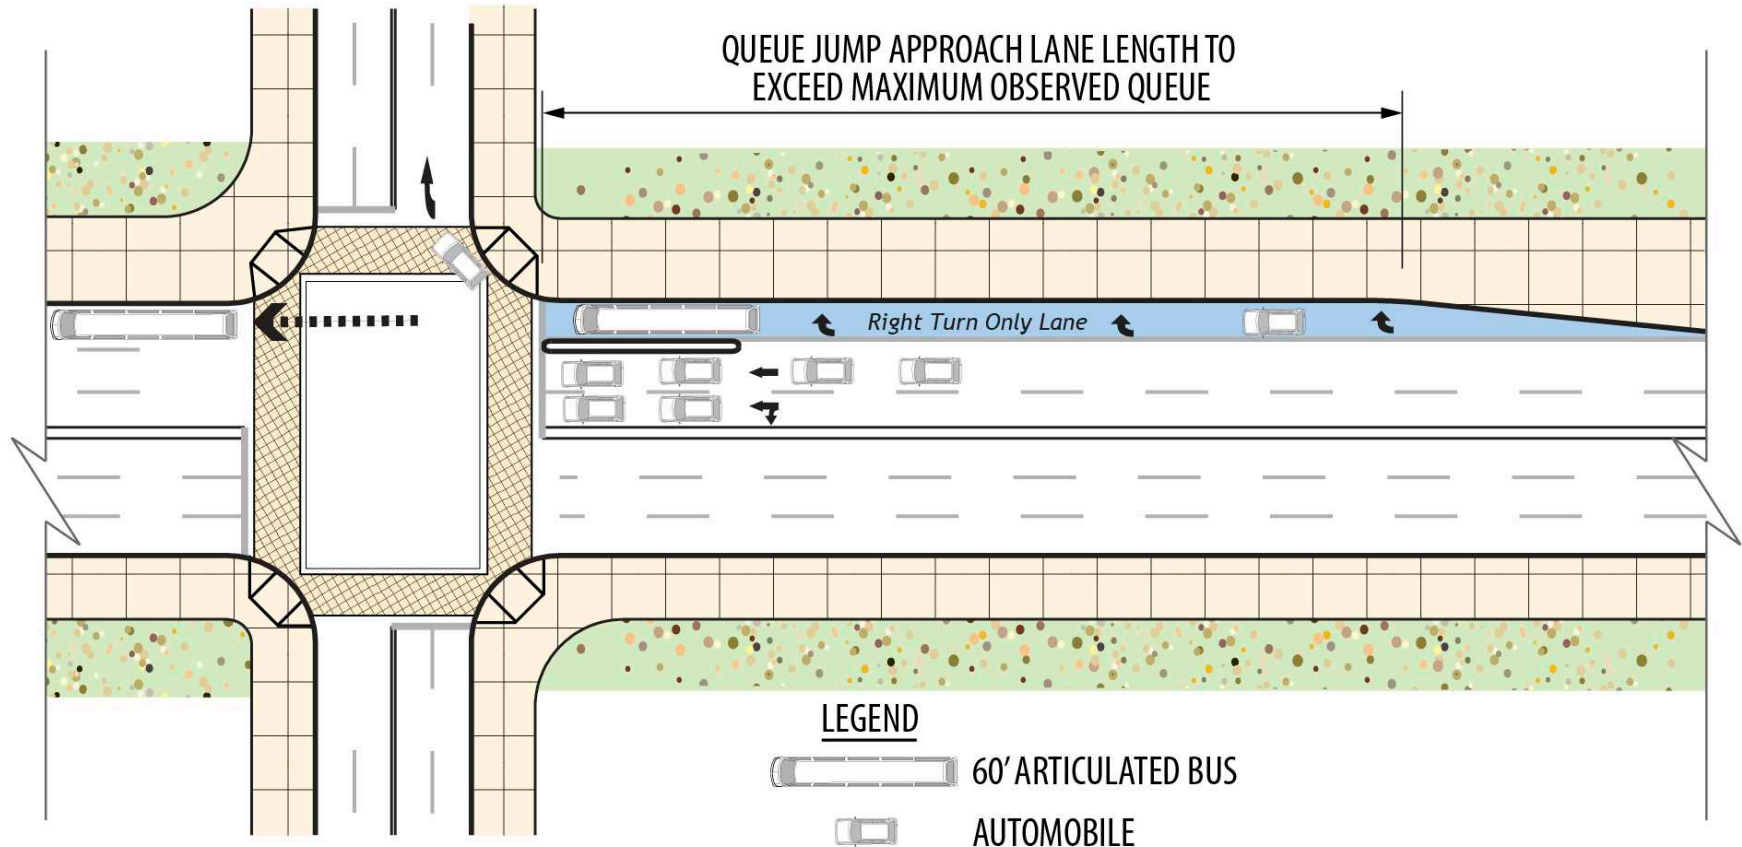 QUEUE JUMP APPROACH LANE LENGTH TO
EXCEED MAXIMUM OBSERVED QUEUE
Right Turn Only Lane
LEGEND
60' ARTICULATED BUS
AUTOMOBILE